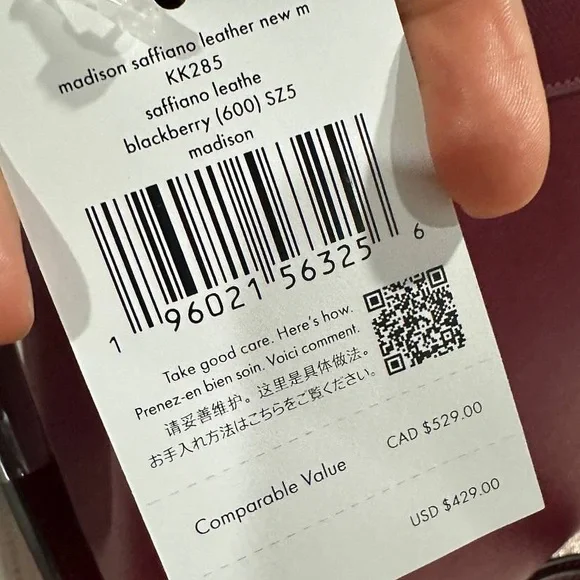 madison saffiano leather new m
KK285
saffiano leathe
blackberry (600) SZ5
madison
1 96021 56325 6
Take good care. Here's how.
Prenez-en bien soin. Voici comment.
请妥善维护。这里是具体做法。
お手入れ方法はこちらをご覧ください。
CAD $529.00
Comparable Value
USD $429.00